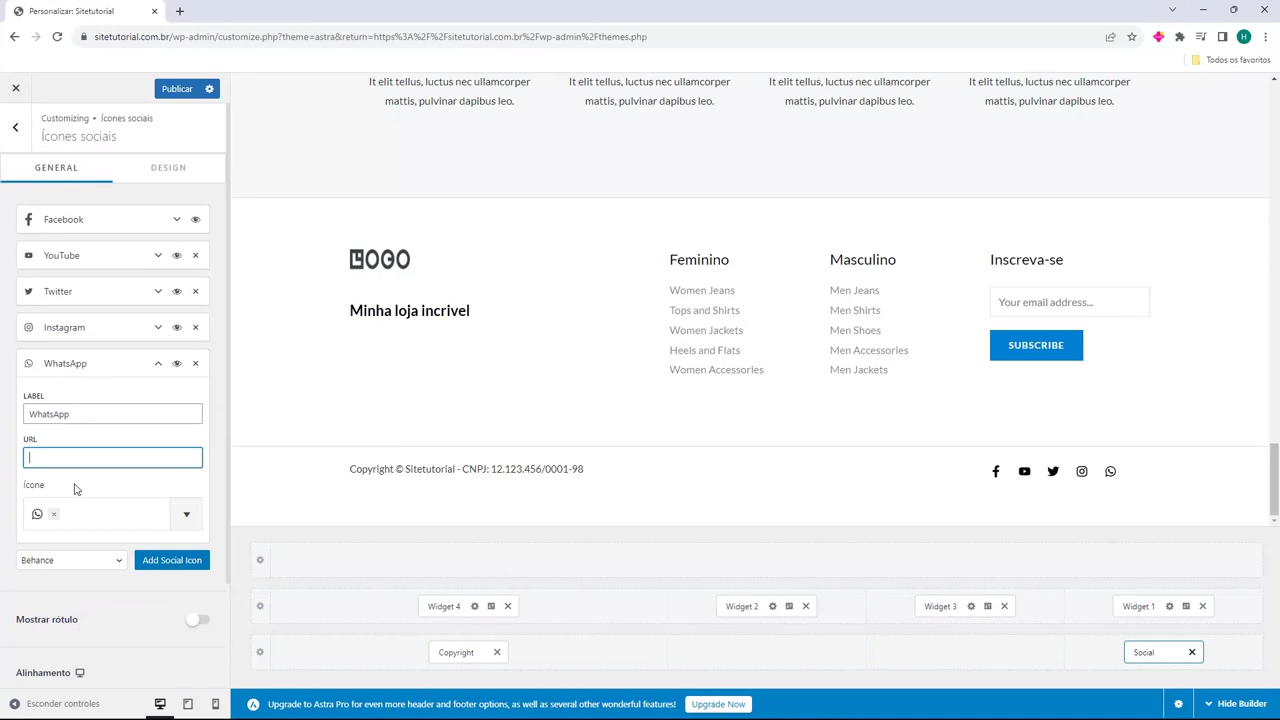 Personalizar: Sitetutorial
sitetutorial.com.br/wp-admin/customize.php?theme=astra&return=https%3A%2F%2Fsitetutorial.com.br%2Fwp-admin%2Fthemes.php
H
Todos os favoritos
Publicar
Customizing ▸ Ícones sociais
Ícones sociais
GENERAL
DESIGN
Facebook
YouTube
Twitter
Instagram
WhatsApp
LABEL
WhatsApp
URL
Ícone
Behance
Add Social Icon
Mostrar rótulo
Alinhamento
Esconder controles
It elit tellus, luctus nec ullamcorper
mattis, pulvinar dapibus leo.
It elit tellus, luctus nec ullamcorper
mattis, pulvinar dapibus leo.
It elit tellus, luctus nec ullamcorper
mattis, pulvinar dapibus leo.
It elit tellus, luctus nec ullamcorper
mattis, pulvinar dapibus leo.
LOGO
Minha loja incrivel
Feminino
Women Jeans
Tops and Shirts
Women Jackets
Heels and Flats
Women Accessories
Masculino
Men Jeans
Men Shirts
Men Shoes
Men Accessories
Men Jackets
Inscreva-se
Your email address...
SUBSCRIBE
Copyright © Sitetutorial - CNPJ: 12.123.456/0001-98
Widget 4
Widget 2
Widget 3
Widget 1
Copyright
Social
Upgrade to Astra Pro for even more header and footer options, as well as several other wonderful features!
Upgrade Now
Hide Builder